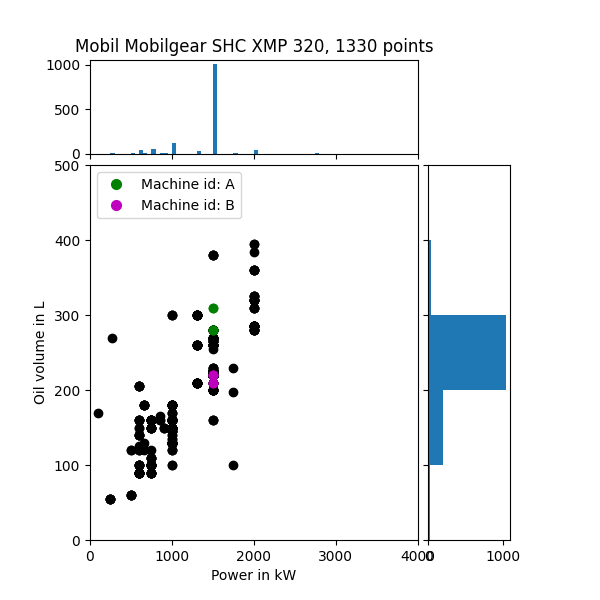 Mobil Mobilgear SHC XMP 320, 1330 points
1000
500
0
500
400
300
200
100
0
Oil volume in L
Machine id: A
Machine id: B
0 1000 2000 3000 4000
Power in kW
0 1000